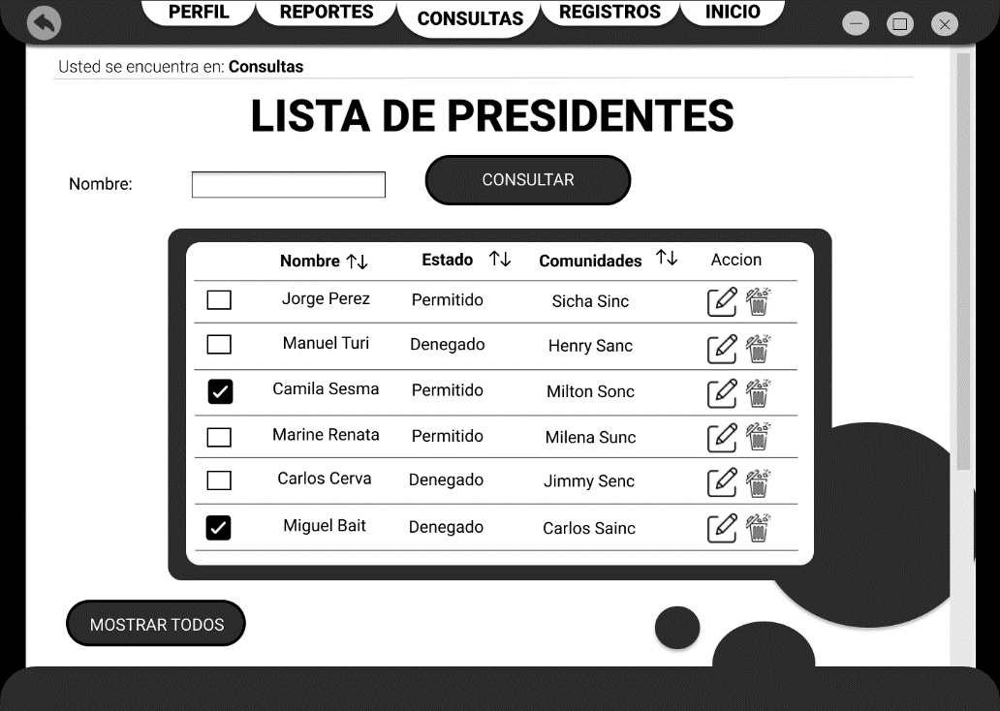 PERFIL REPORTES CONSULTAS REGISTROS INICIO
Usted se encuentra en: Consultas
LISTA DE PRESIDENTES
Nombre: CONSULTAR
Nombre Estado Comunidades Accion
Jorge Perez Permitido Sicha Sinc
Manuel Turi Denegado Henry Sanc
Camila Sesma Permitido Milton Sonc
Marine Renata Permitido Milena Sunc
Carlos Cerva Denegado Jimmy Senc
Miguel Bait Denegado Carlos Sainc
MOSTRAR TODOS